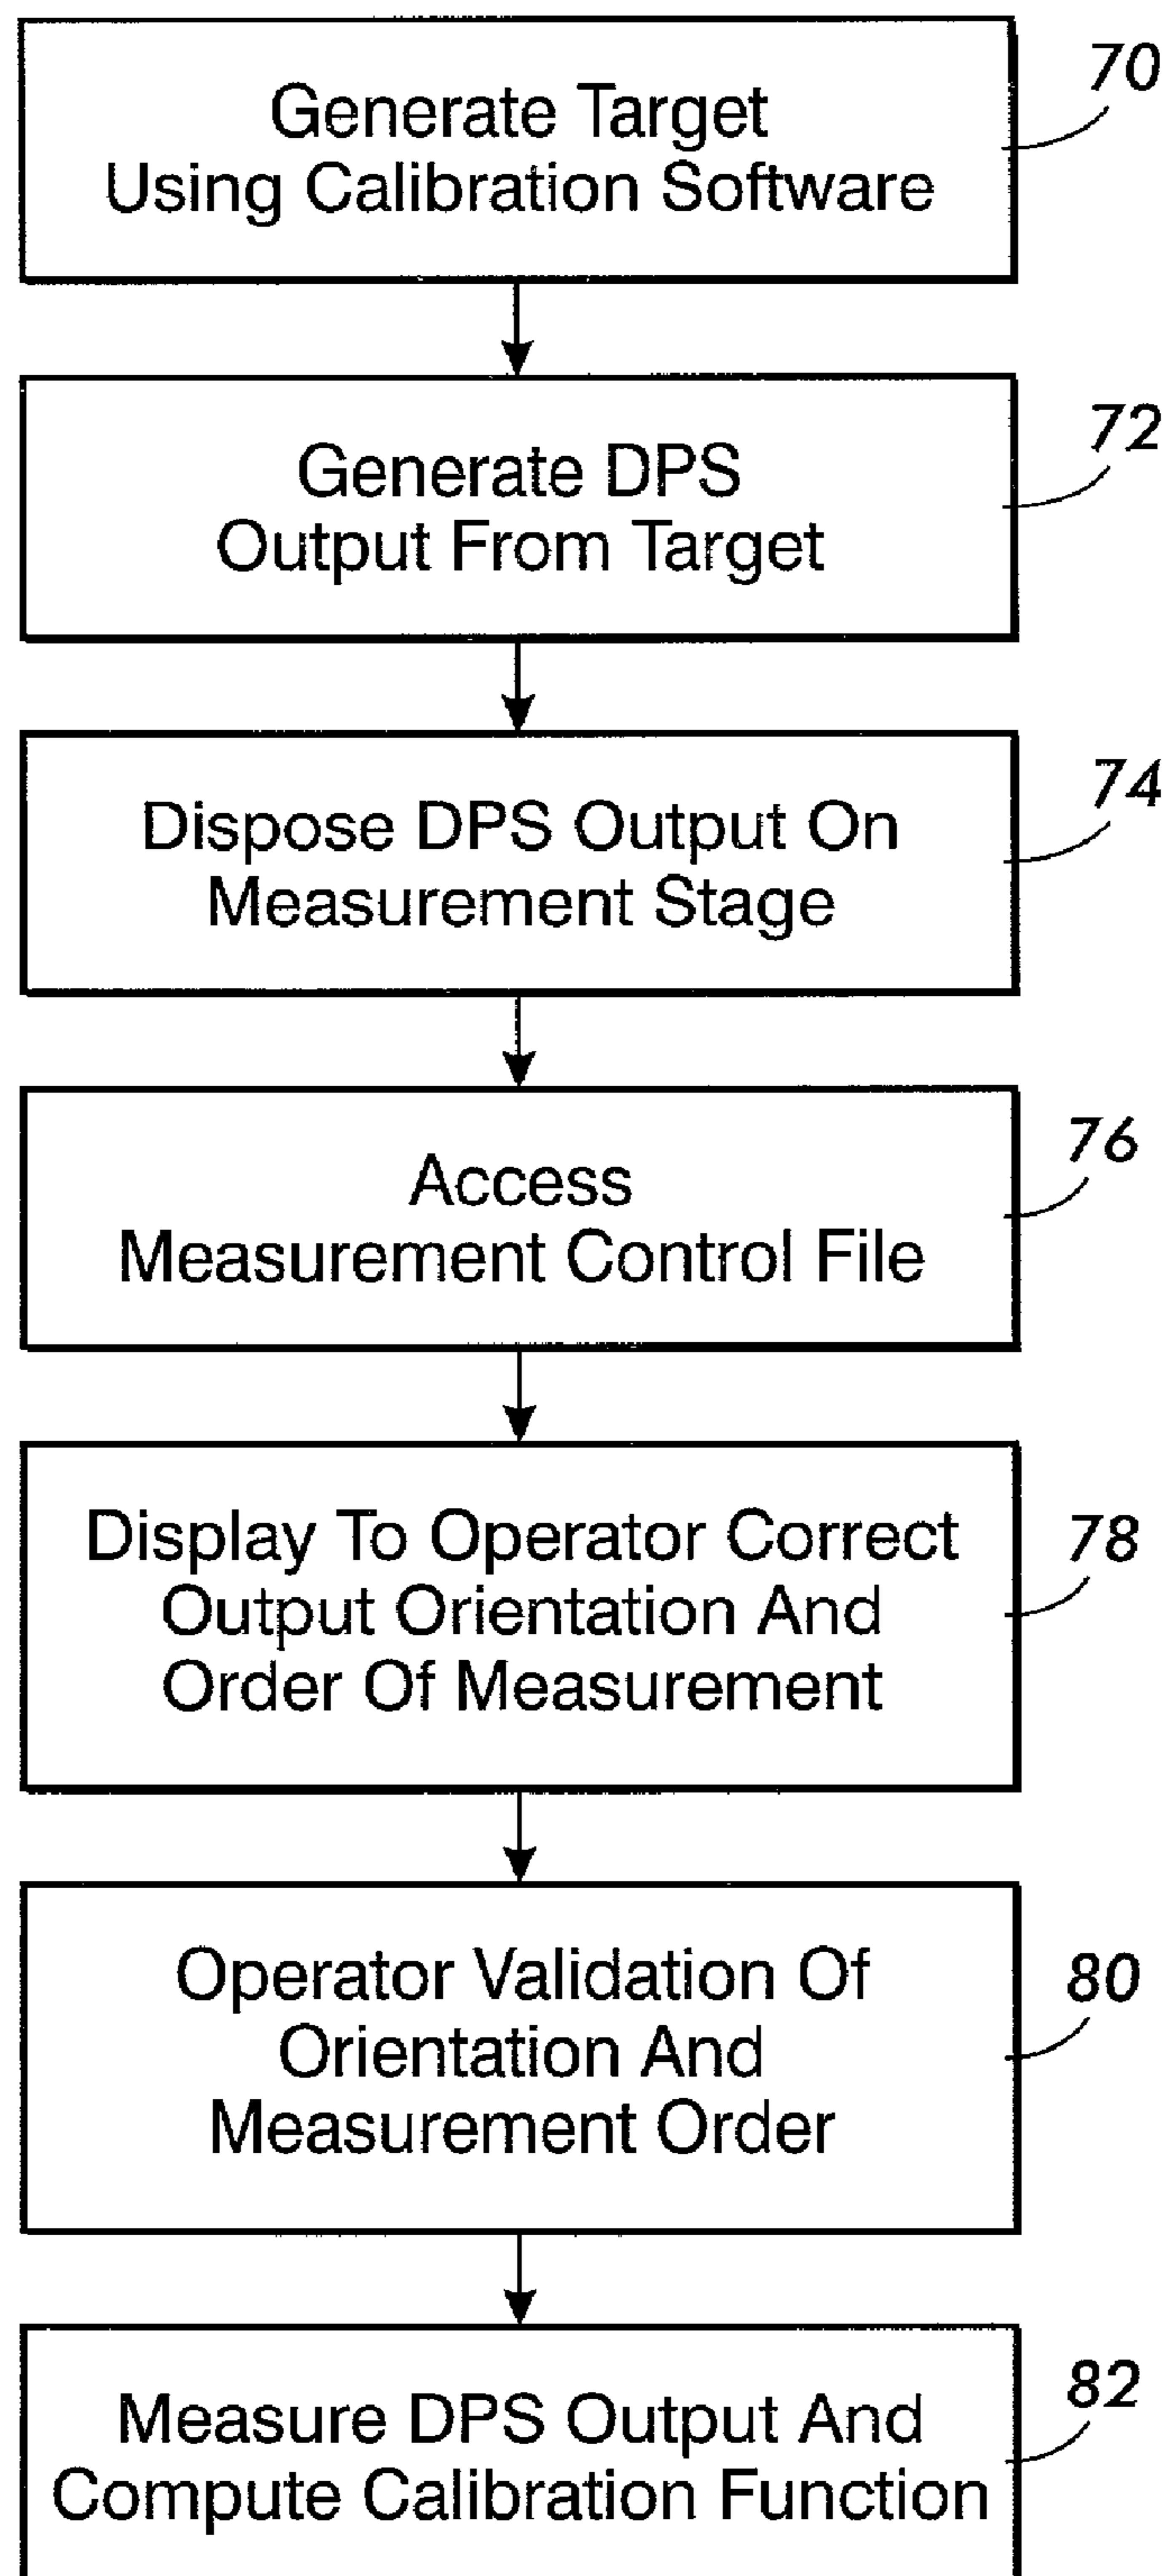 Generate Target
Using Calibration Software
70
Generate DPS
Output From Target
72
Dispose DPS Output On
Measurement Stage
74
Access
Measurement Control File
76
Display To Operator Correct
Output Orientation And
Order Of Measurement
78
Operator Validation Of
Orientation And
Measurement Order
80
Measure DPS Output And
Compute Calibration Function
82